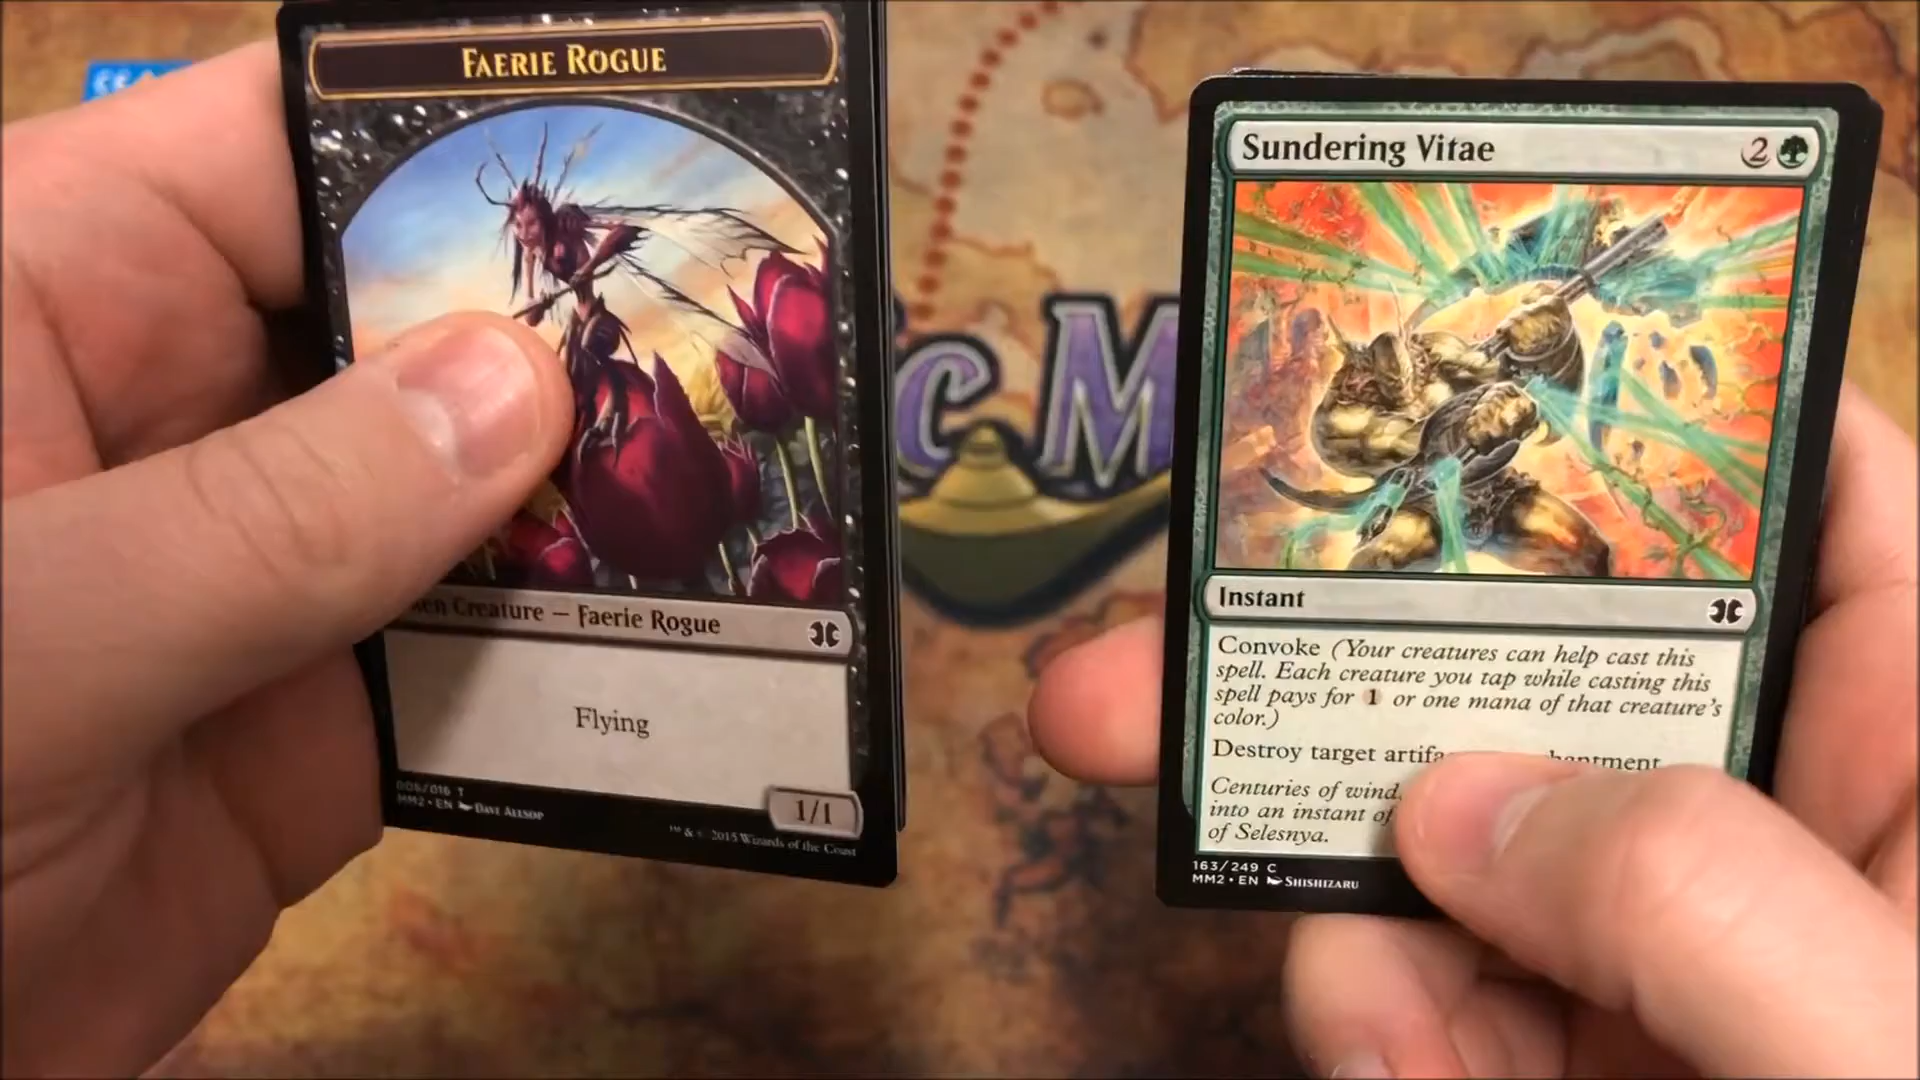 FAERIE ROGUE
Creature — Faerie Rogue
Flying
1/1
005/016 T
MM2 • EN DAVE ALLSOP
™ & © 2015 Wizards of the Coast
c M
Sundering Vitae 2
Instant
Convoke (Your creatures can help cast this
spell. Each creature you tap while casting this
spell pays for 1 or one mana of that creature's
color.)
Destroy target
Centuries of wind,
into an instant of
of Selesnya.
163/249 C
MM2 • EN SHISHIZARU